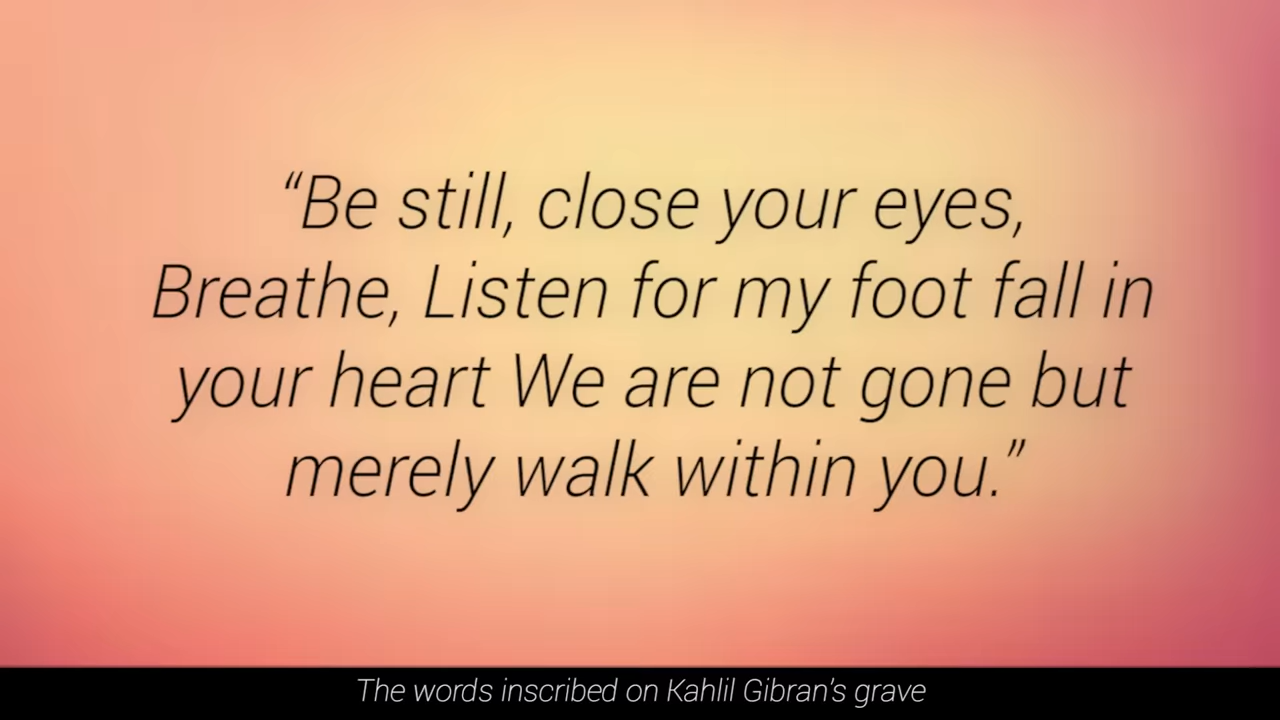 “Be still, close your eyes,
Breathe, Listen for my foot fall in
your heart We are not gone but
merely walk within you.”
The words inscribed on Kahlil Gibran's grave